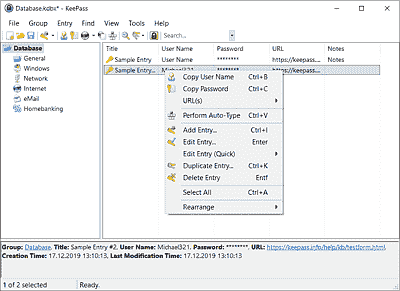 Database.kdbx* - KeePass
File Group Entry Find View Tools Help
Search...
Database
General
Windows
Network
Internet
eMail
Homebanking
Title User Name Password URL Notes
Sample Entry User Name ******** https://keepass... Notes
Sample Entry... Michael321 ******** https://keepass...
Copy User Name Ctrl+B
Copy Password Ctrl+C
URL(s)
Perform Auto-Type Ctrl+V
Add Entry... Ctrl+I
Edit Entry... Enter
Edit Entry (Quick)
Duplicate Entry... Ctrl+K
Delete Entry Entf
Select All Ctrl+A
Rearrange
Group: Database, Title: Sample Entry #2, User Name: Michael321, Password: ********, URL: https://keepass.info/help/kb/testform.html
Creation Time: 17.12.2019 13:10:13, Last Modification Time: 17.12.2019 13:10:13
1 of 2 selected Ready.